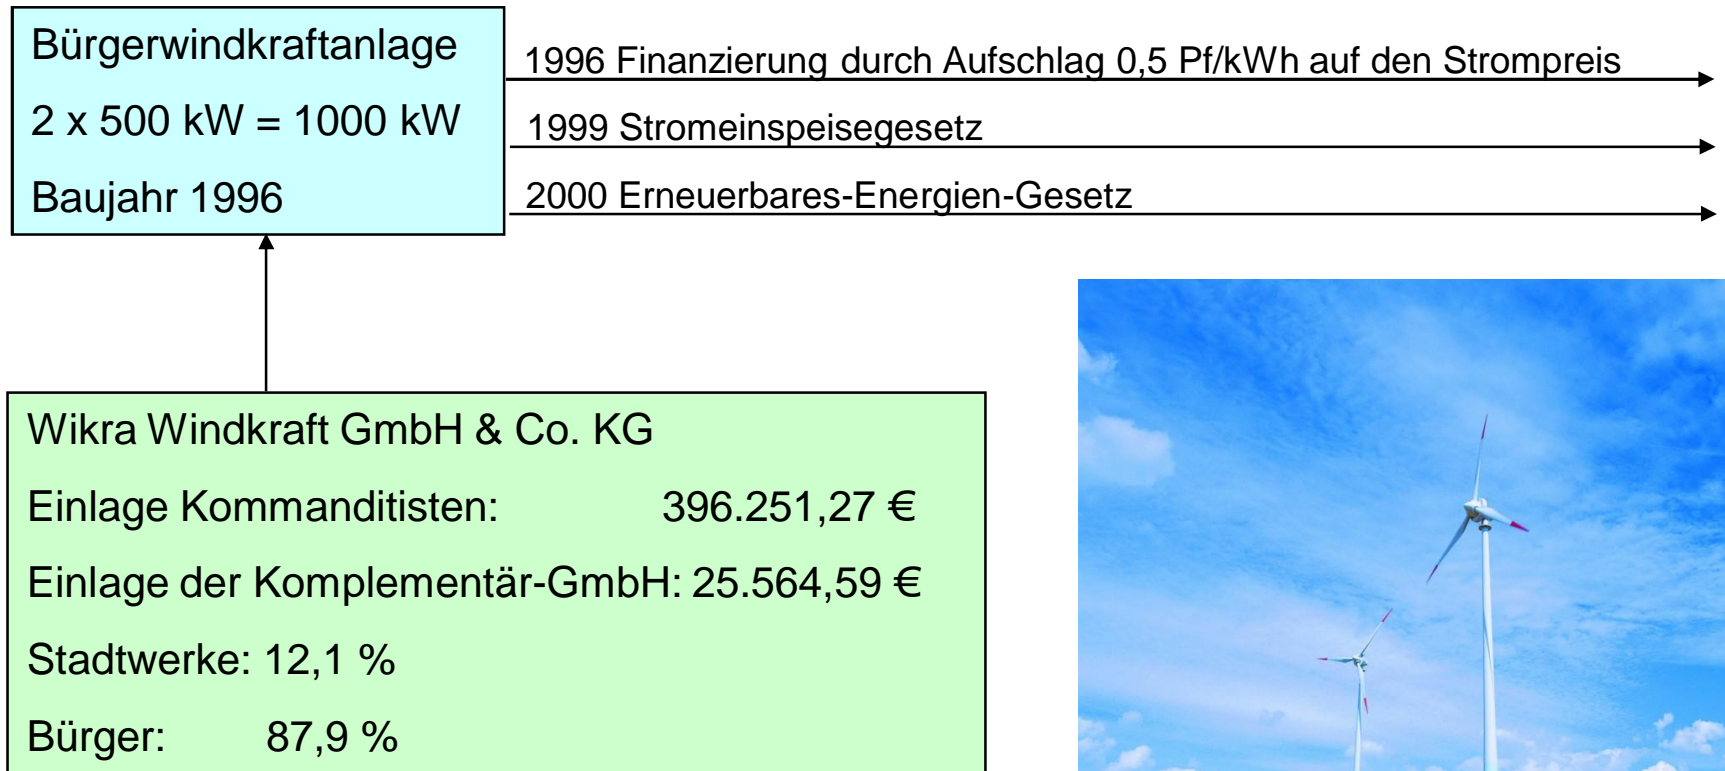 Bürgerwindkraftanlage
2 x 500 kW = 1000 kW
Baujahr 1996
1996 Finanzierung durch Aufschlag 0,5 Pf/kWh auf den Strompreis
1999 Stromeinspeisegesetz
2000 Erneuerbares-Energien-Gesetz
Wikra Windkraft GmbH & Co. KG
Einlage Kommanditisten: 396.251,27 €
Einlage der Komplementär-GmbH: 25.564,59 €
Stadtwerke: 12,1 %
Bürger: 87,9 %